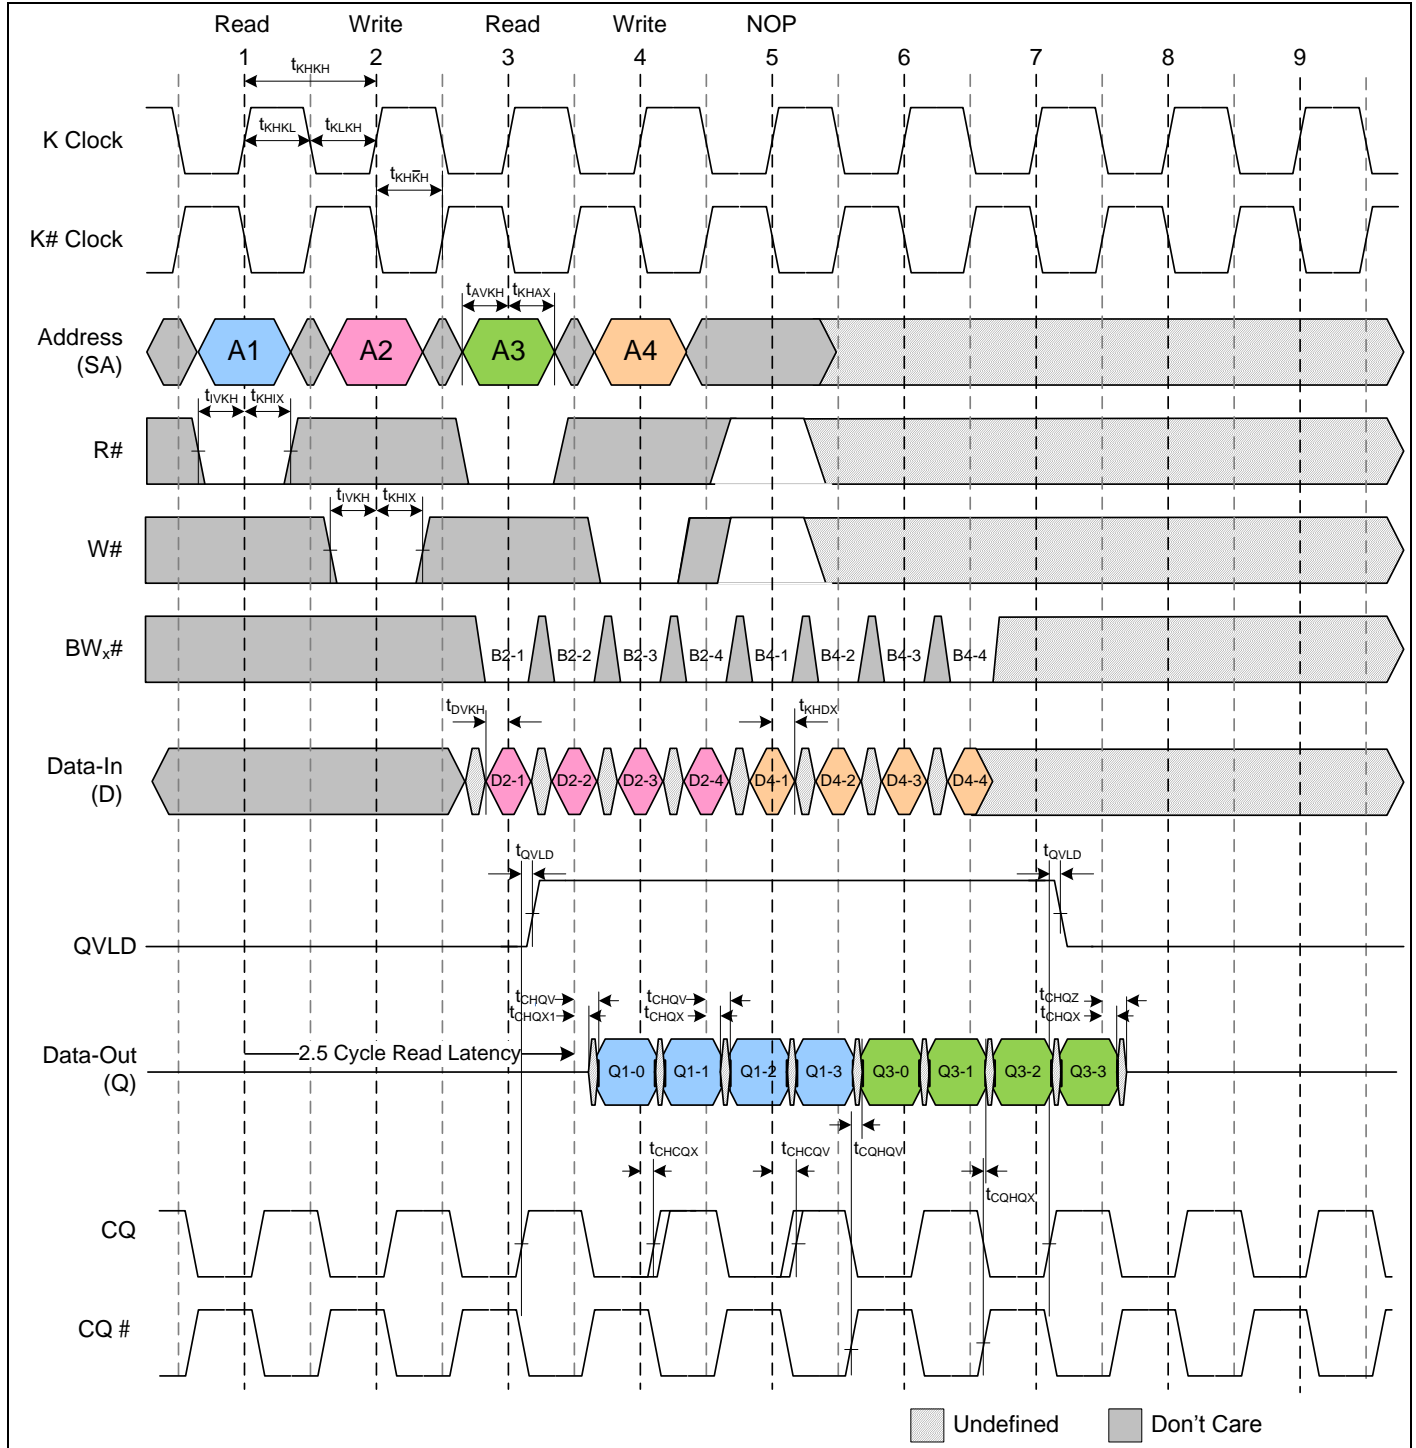 Read Write Read Write NOP
1 2 3 4 5 6 7 8 9
tKHKH
K Clock
tKHKL tKLKH
tKHK̅H
K# Clock
tAVKH tKHAX
Address
(SA)
A1 A2 A3 A4
tIVKH tKHIX
R#
tIVKH tKHIX
W#
BWx#
B2-1 B2-2 B2-3 B2-4 B4-1 B4-2 B4-3 B4-4
tDVKH tKHDX
Data-In
(D)
D2-1 D2-2 D2-3 D2-4 D4-1 D4-2 D4-3 D4-4
tQVLD tQVLD
QVLD
tCHQV tCHQV tCHQZ
tCHQX1 tCHQX tCHQX
Data-Out
(Q)
2.5 Cycle Read Latency
Q1-0 Q1-1 Q1-2 Q1-3 Q3-0 Q3-1 Q3-2 Q3-3
tCHCQX tCHCQV tCQHQV
tCQHQX
CQ
CQ #
Undefined Don't Care